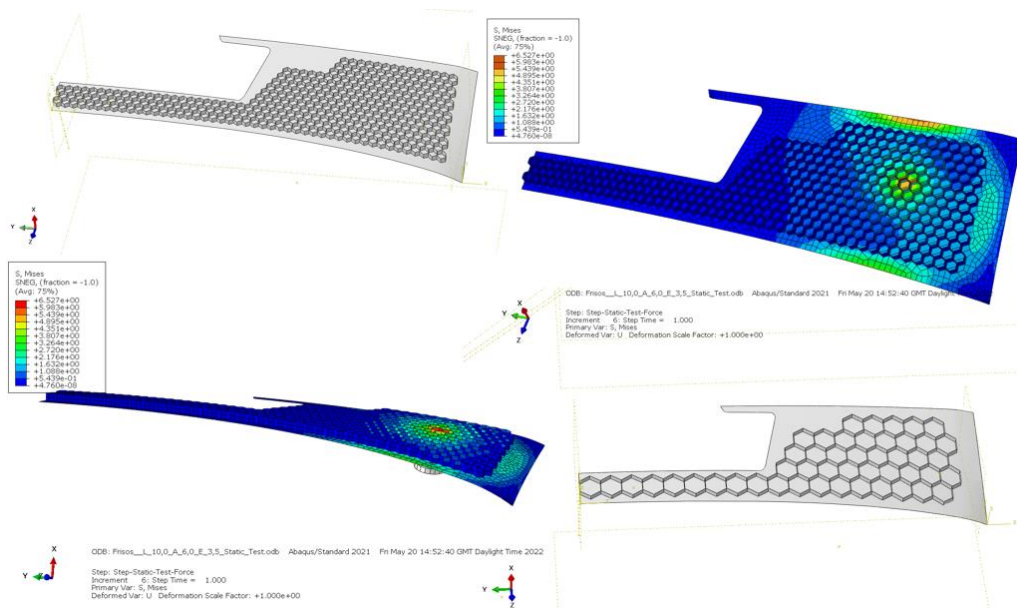 S, Mises
SNEG, (fraction = -1.0)
(Avg: 75%)
+6.527e+00
+5.983e+00
+5.439e+00
+4.895e+00
+4.351e+00
+3.807e+00
+3.264e+00
+2.720e+00
+2.176e+00
+1.632e+00
+1.088e+00
+5.439e-01
+4.760e-08
Y
X
Z
S, Mises
SNEG, (fraction = -1.0)
(Avg: 75%)
+6.527e+00
+5.983e+00
+5.439e+00
+4.895e+00
+4.351e+00
+3.807e+00
+3.264e+00
+2.720e+00
+2.176e+00
+1.632e+00
+1.088e+00
+5.439e-01
+4.760e-08
Y
X
Z
ODB: Frisos__L_10,0_A_6,0_E_3,5_Static_Test.odb Abaqus/Standard 2021 Fri May 20 14:52:40 GMT Daylight
Step: Step-Static-Test-Force
Increment 6: Step Time = 1.000
Primary Var: S, Mises
Deformed Var: U Deformation Scale Factor: +1.000e+00
ODB: Frisos__L_10,0_A_6,0_E_3,5_Static_Test.odb Abaqus/Standard 2021 Fri May 20 14:52:40 GMT Daylight Time 2022
Step: Step-Static-Test-Force
Increment 6: Step Time = 1.000
Primary Var: S, Mises
Deformed Var: U Deformation Scale Factor: +1.000e+00
X
Z
Y
X
Z